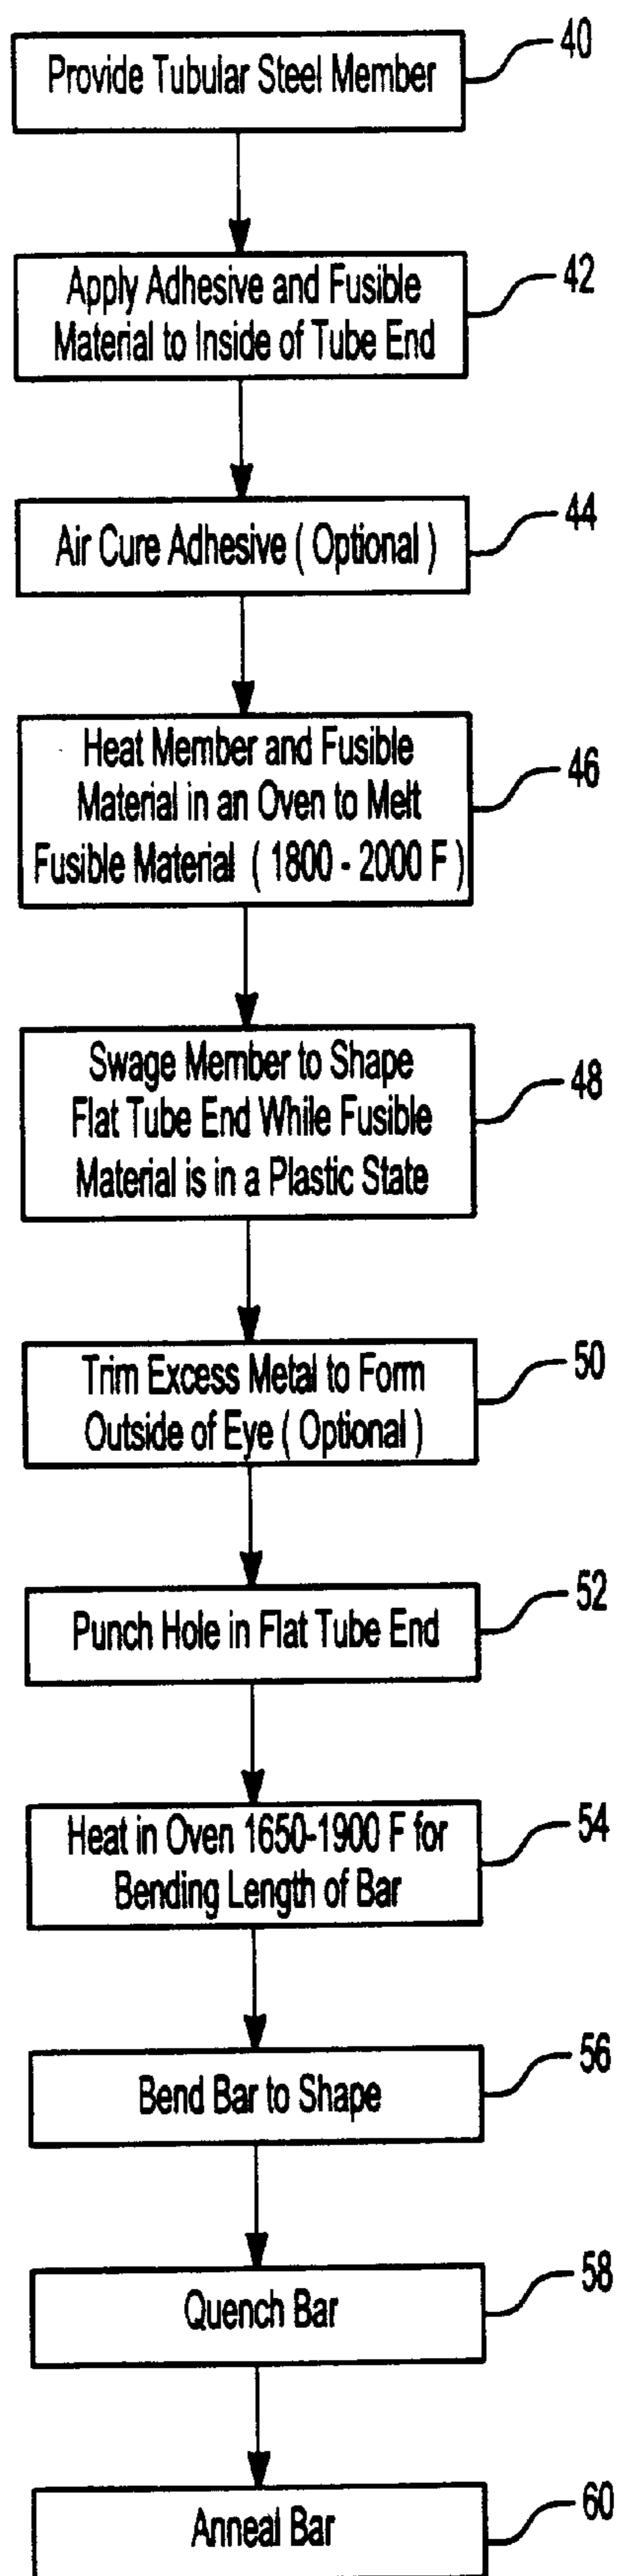 Provide Tubular Steel Member
40
Apply Adhesive and Fusible
Material to Inside of Tube End
42
Air Cure Adhesive ( Optional )
44
Heat Member and Fusible
Material in an Oven to Melt
Fusible Material ( 1800 - 2000 F )
46
Swage Member to Shape
Flat Tube End While Fusible
Material is in a Plastic State
48
Trim Excess Metal to Form
Outside of Eye ( Optional )
50
Punch Hole in Flat Tube End
52
Heat in Oven 1650-1900 F for
Bending Length of Bar
54
Bend Bar to Shape
56
Quench Bar
58
Anneal Bar
60